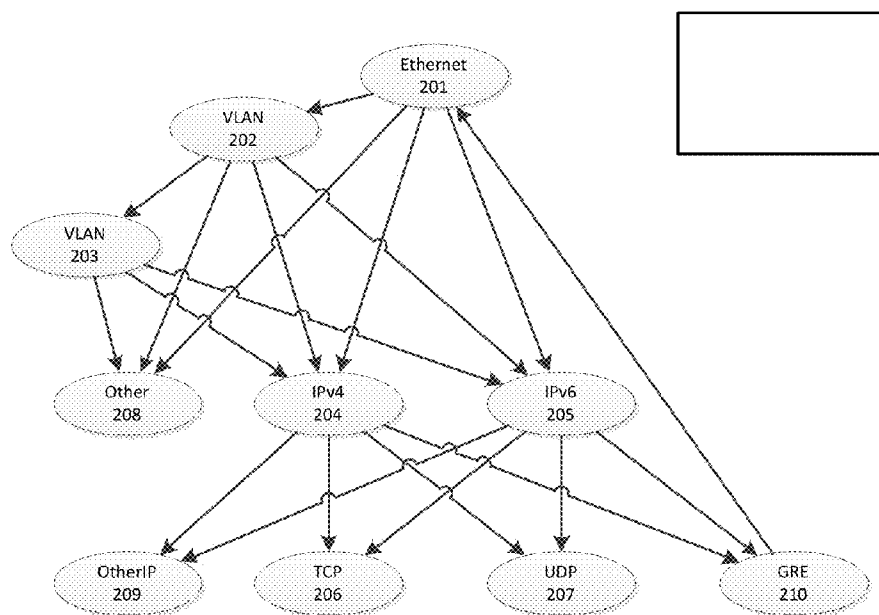 Ethernet
201
VLAN
202
VLAN
203
Other
208
IPv4
204
IPv6
205
OtherIP
209
TCP
206
UDP
207
GRE
210